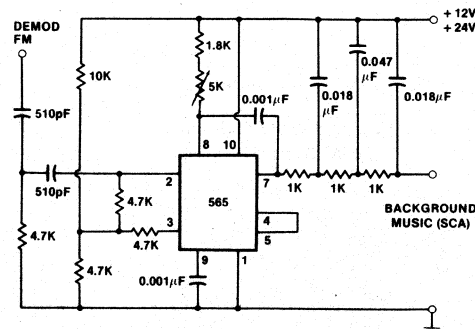 DEMOD
FM
+ 12V
+ 24V
1.8K
0.047
µF
10K
5K
0.001µF
0.018
µF
0.018µF
510pF
8
10
510pF
2
7
1K
1K
1K
565
4.7K
4
BACKGROUND
MUSIC (SCA)
4.7K
3
4.7K
5
4.7K
9
1
0.001µF